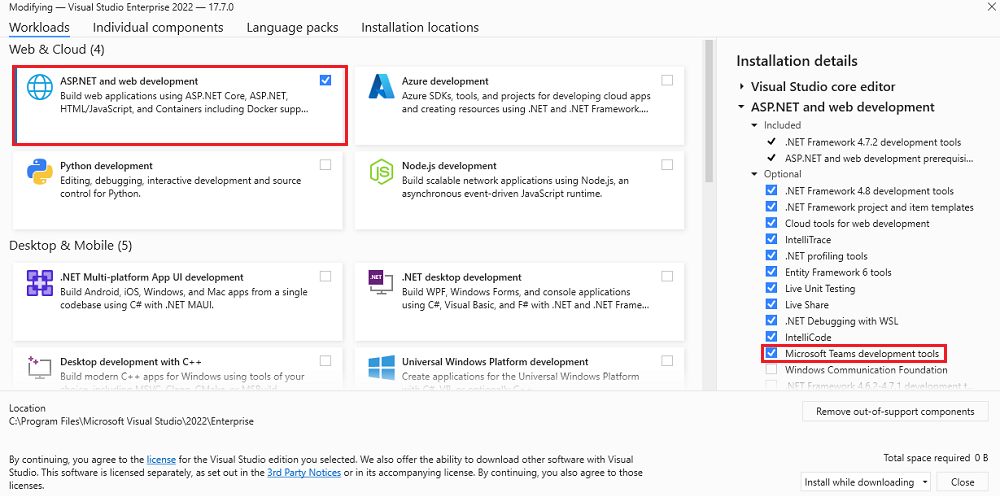 Modifying — Visual Studio Enterprise 2022 — 17.7.0
Workloads
Individual components
Language packs
Installation locations
Web & Cloud (4)
ASP.NET and web development
Build web applications using ASP.NET Core, ASP.NET,
HTML/JavaScript, and Containers including Docker supp...
Azure development
Azure SDKs, tools, and projects for developing cloud apps
and creating resources using .NET and .NET Framework....
Python development
Editing, debugging, interactive development and source
control for Python.
Node.js development
Build scalable network applications using Node.js, an
asynchronous event-driven JavaScript runtime.
Desktop & Mobile (5)
.NET Multi-platform App UI development
Build Android, iOS, Windows, and Mac apps from a single
codebase using C# with .NET MAUI.
.NET desktop development
Build WPF, Windows Forms, and console applications
using C#, Visual Basic, and F# with .NET and .NET Frame...
Desktop development with C++
Build modern C++ apps for Windows using tools of your
Universal Windows Platform development
Create applications for the Universal Windows Platform
Installation details
Visual Studio core editor
ASP.NET and web development
Included
.NET Framework 4.7.2 development tools
ASP.NET and web development prerequisi...
Optional
.NET Framework 4.8 development tools
.NET Framework project and item templates
Cloud tools for web development
IntelliTrace
.NET profiling tools
Entity Framework 6 tools
Live Unit Testing
Live Share
.NET Debugging with WSL
IntelliCode
Microsoft Teams development tools
Windows Communication Foundation
.NET Framework 4.6.2-4.7.1 development t...
Location
C:\Program Files\Microsoft Visual Studio\2022\Enterprise
Remove out-of-support components
By continuing, you agree to the license for the Visual Studio edition you selected. We also offer the ability to download other software with Visual
Studio. This software is licensed separately, as set out in the 3rd Party Notices or in its accompanying license. By continuing, you also agree to those
licenses.
Total space required 0 B
Install while downloading
Close